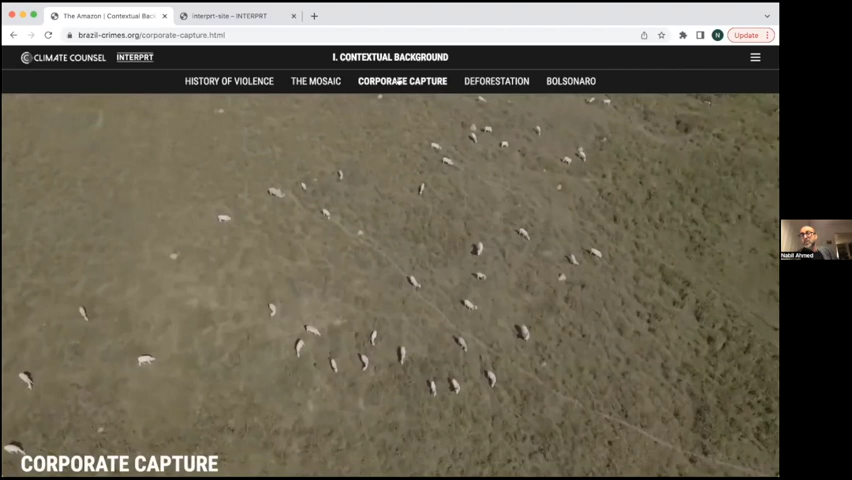 The Amazon | Contextual Bac
interprt-site – INTERPRT
brazil-crimes.org/corporate-capture.html
N
Update
CLIMATE COUNSEL
INTERPRT
I. CONTEXTUAL BACKGROUND
HISTORY OF VIOLENCE
THE MOSAIC
CORPORATE CAPTURE
DEFORESTATION
BOLSONARO
CORPORATE CAPTURE
Nabil Ahmed